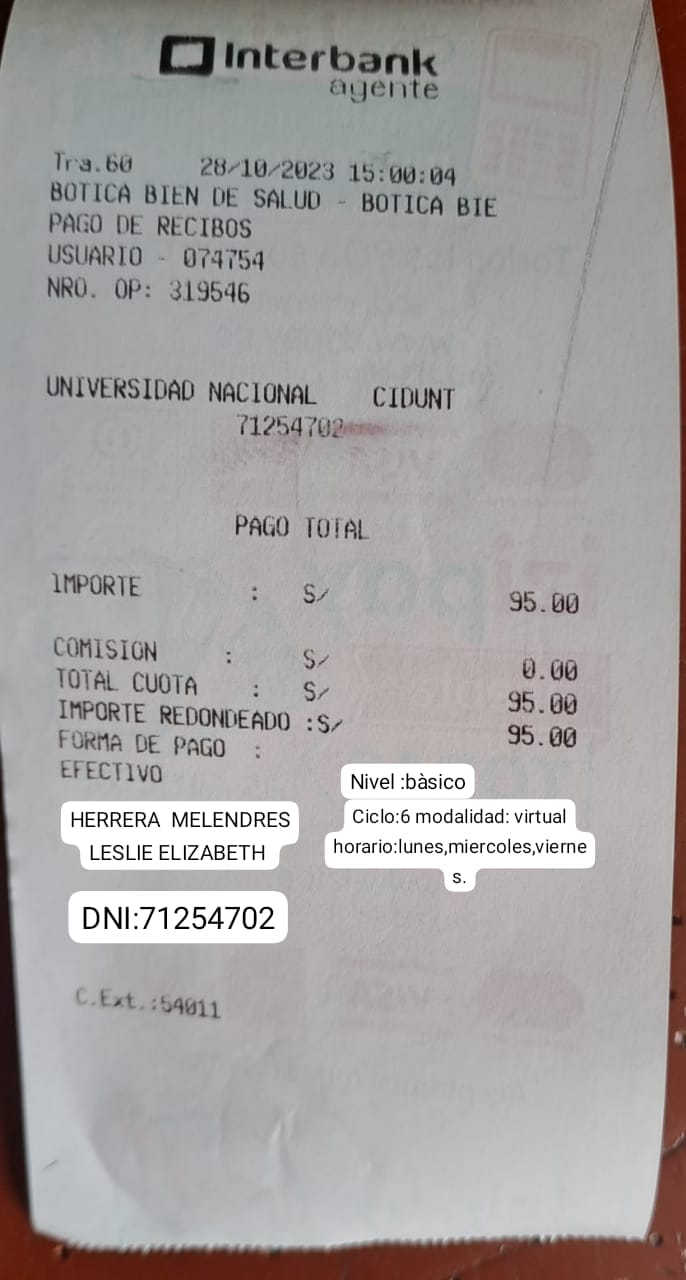 Interbank
agente
Tra.60 28/10/2023 15:00:04
BOTICA BIEN DE SALUD - BOTICA BIE
PAGO DE RECIBOS
USUARIO - 074754
NRO. OP: 319546
UNIVERSIDAD NACIONAL CIDUNT
71254702
PAGO TOTAL
IMPORTE : S/ 95.00
COMISION : S/ 0.00
TOTAL CUOTA : S/ 95.00
IMPORTE REDONDEADO :S/ 95.00
FORMA DE PAGO :
EFECTIVO
HERRERA MELENDRES
LESLIE ELIZABETH
DNI:71254702
Nivel :bàsico
Ciclo:6 modalidad: virtual
horario:lunes,miercoles,vierne
s.
C.Ext.:54011